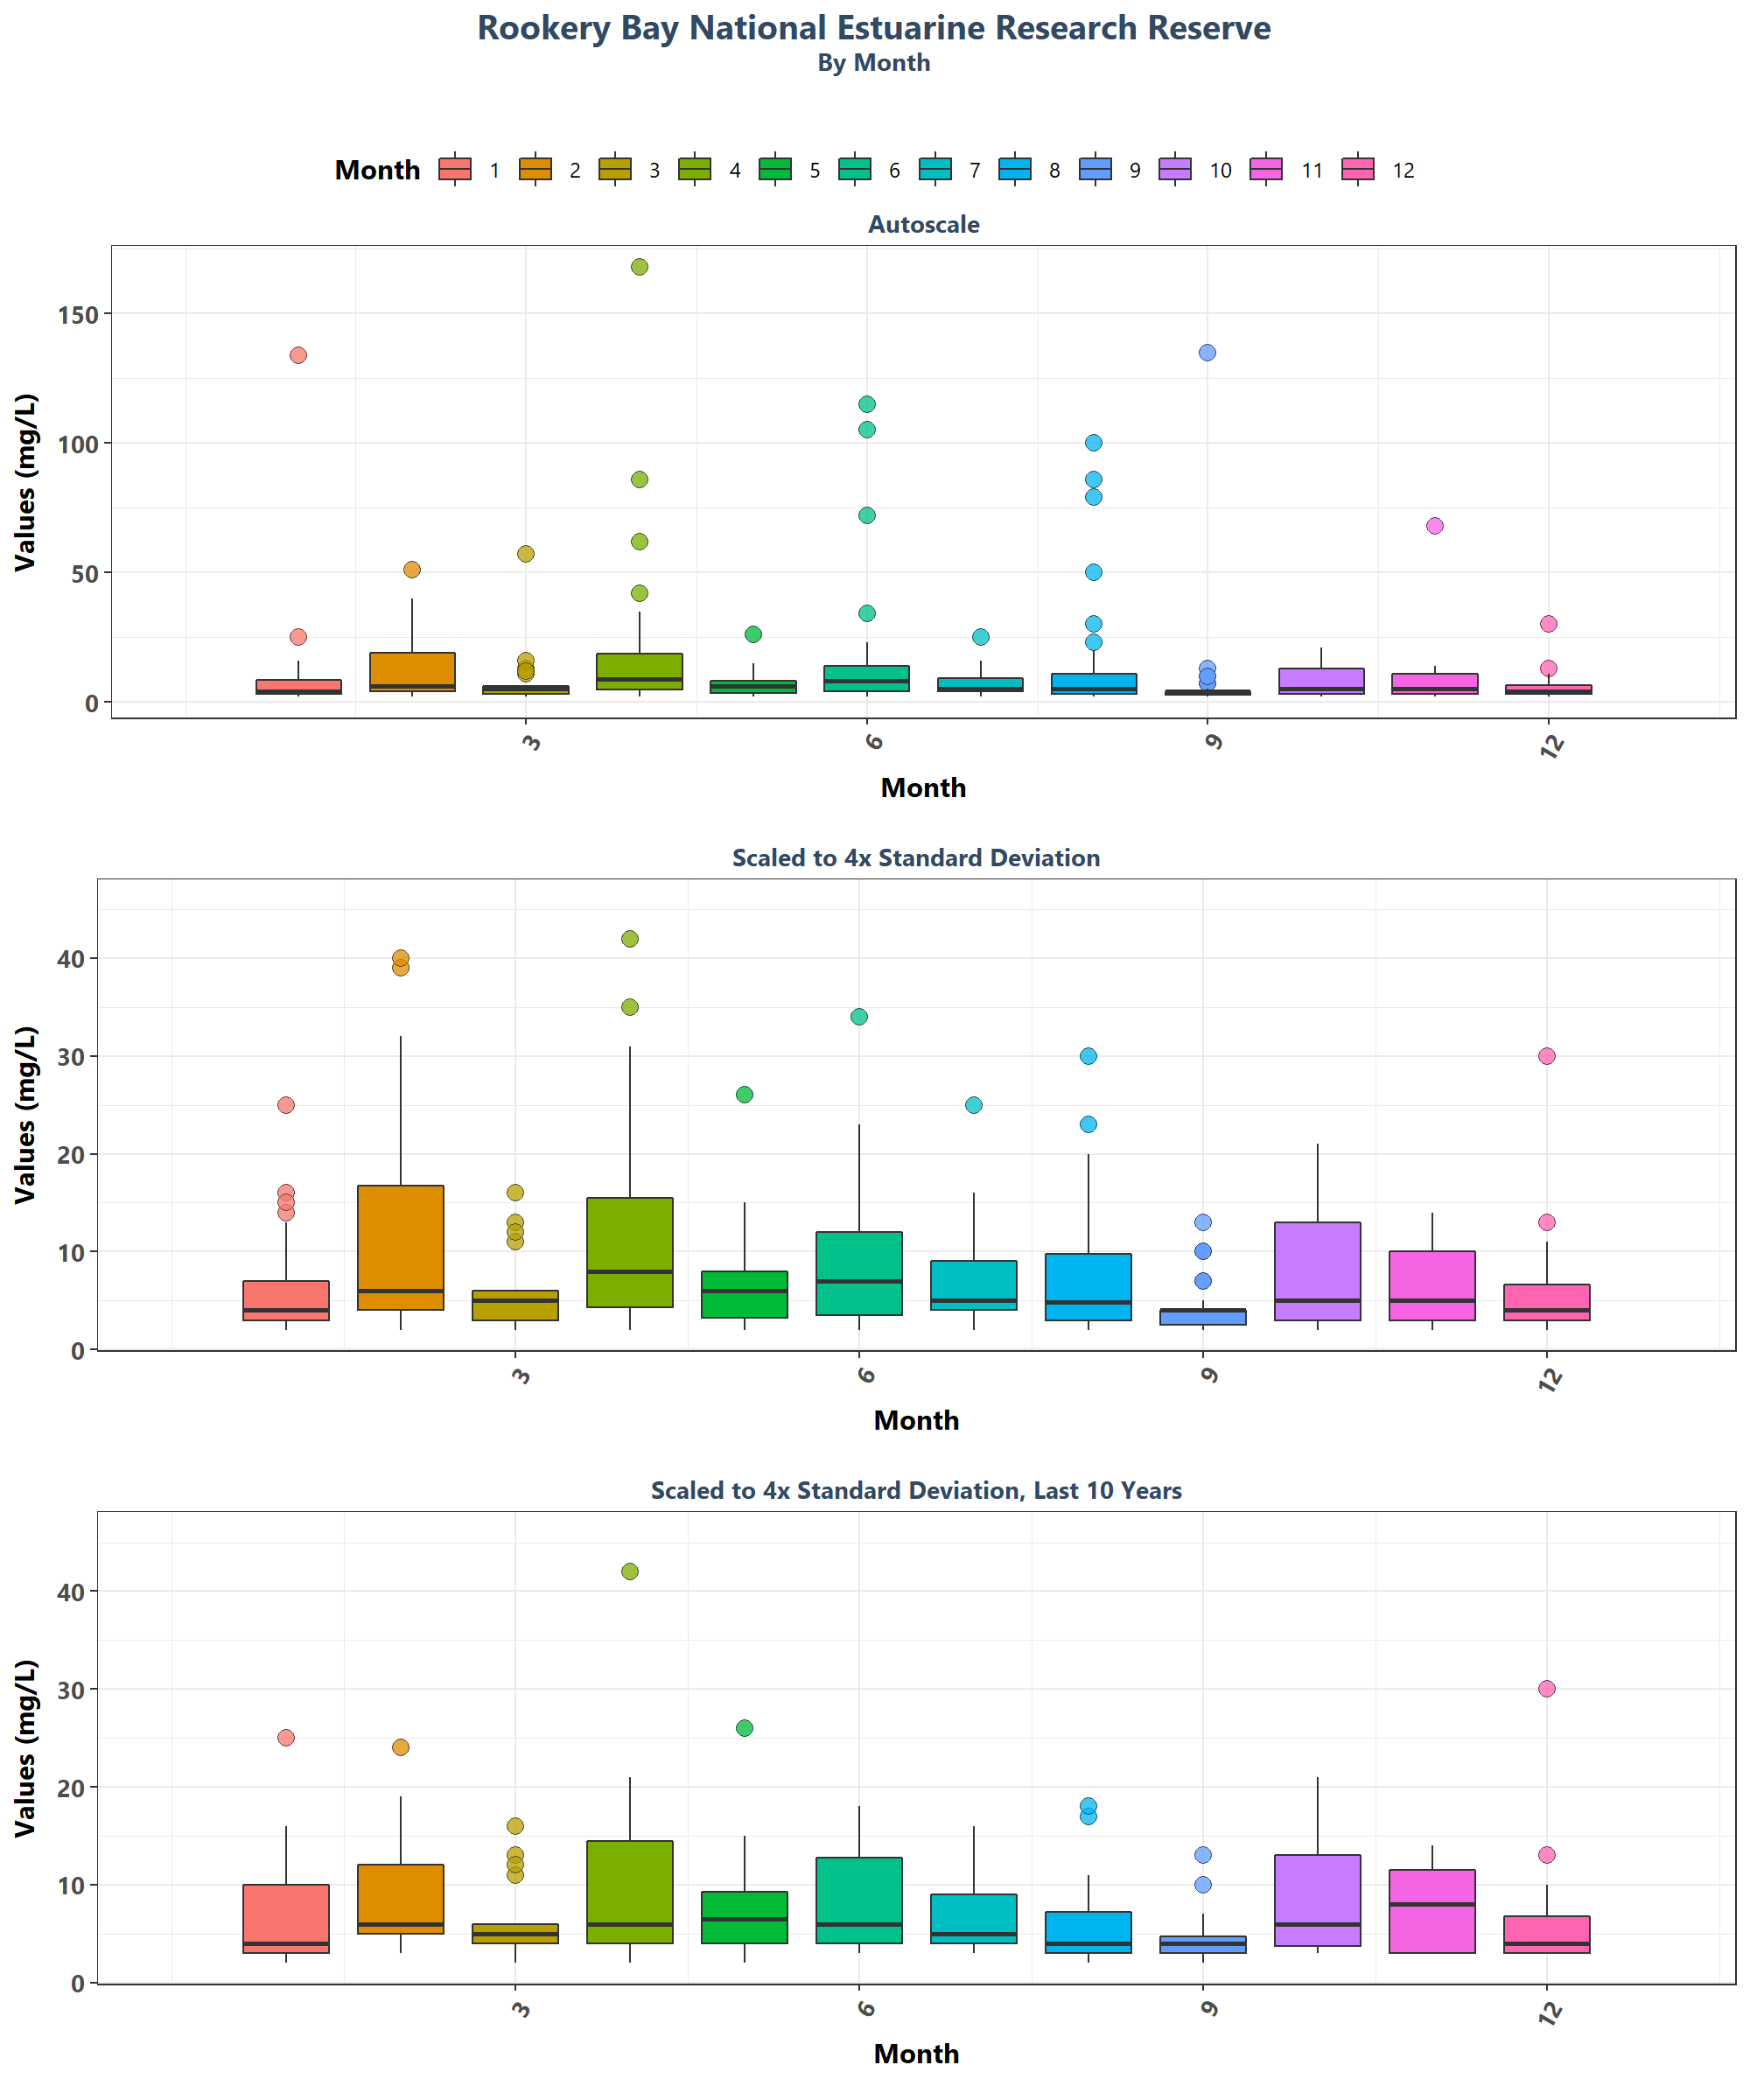 Rookery Bay National Estuarine Research Reserve
By Month
Month 1 2 3 4 5 6 7 8 9 10 11 12
Autoscale
Values (mg/L)
150
100
50
0
3 6 9 12
Month
Scaled to 4x Standard Deviation
Values (mg/L)
40
30
20
10
0
3 6 9 12
Month
Scaled to 4x Standard Deviation, Last 10 Years
Values (mg/L)
40
30
20
10
0
3 6 9 12
Month